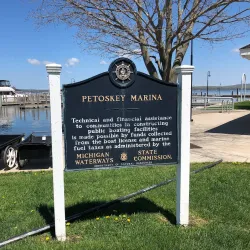 PETOSKEY MARINA
Technical and financial assistance
to communities in constructing
public boating facilities
is made possible by funds collected
from the boat license and marine
fuel taxes as administered by the
MICHIGAN STATE
WATERWAYS COMMISSION.